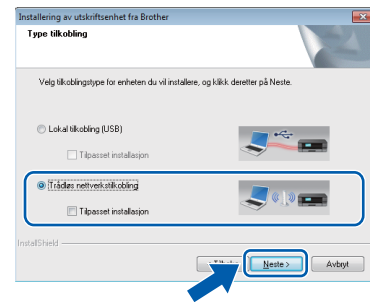 Installering av utskriftsenhet fra Brother
Type tilkobling
Velg tilkoblingstype for enheten du vil installere, og klikk deretter på Neste.
Lokal tilkobling (USB)
Tilpasset installasjon
Trådløs nettverkstilkobling
Tilpasset installasjon
InstallShield
Neste > Avbryt